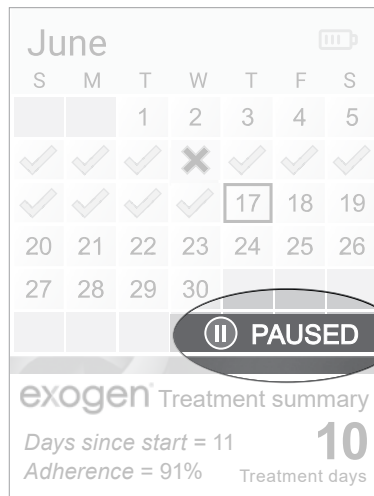 June
S M T W T F S
1 2 3 4 5
17 18 19
20 21 22 23 24 25 26
27 28 29 30
PAUSED
exogen® Treatment summary
Days since start = 11 10
Adherence = 91% Treatment days